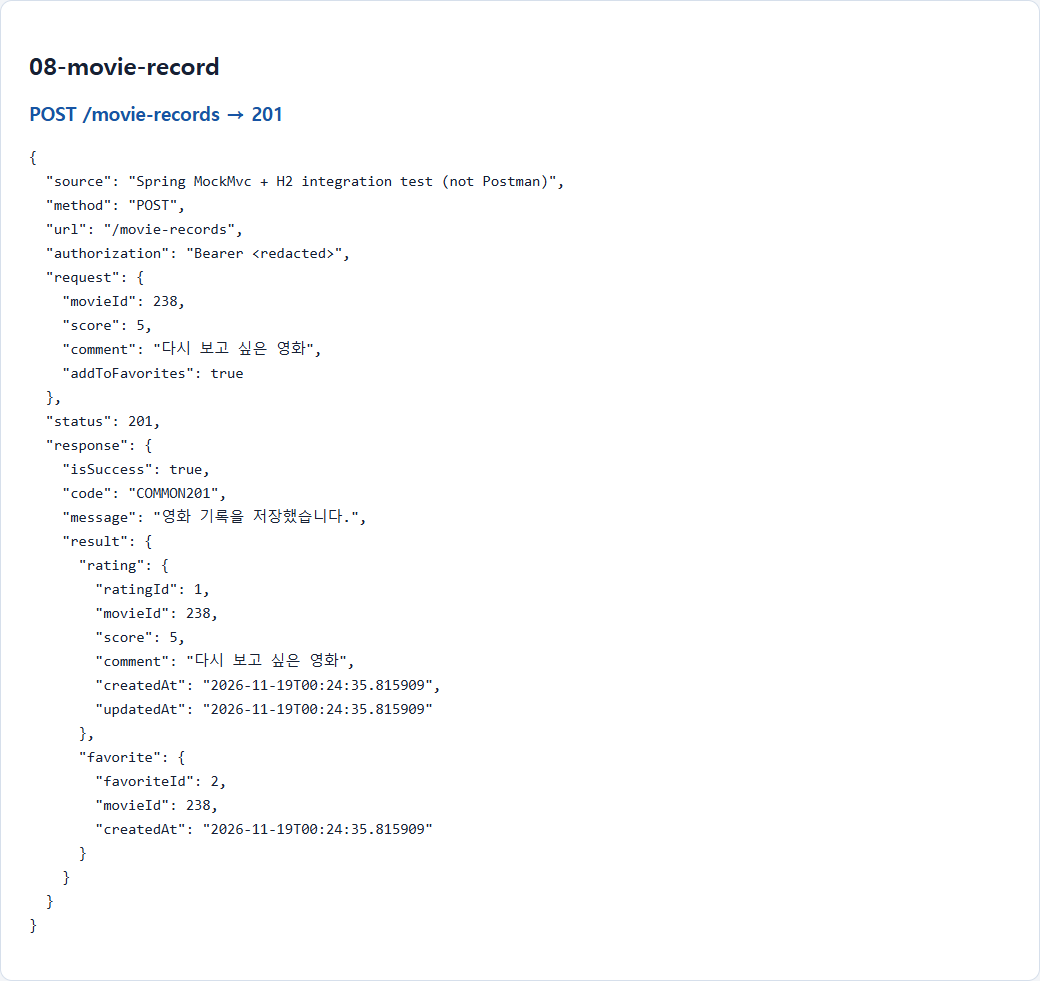 08-movie-record
POST /movie-records → 201
{
  "source": "Spring MockMvc + H2 integration test (not Postman)",
  "method": "POST",
  "url": "/movie-records",
  "authorization": "Bearer <redacted>",
  "request": {
    "movieId": 238,
    "score": 5,
    "comment": "다시 보고 싶은 영화",
    "addToFavorites": true
  },
  "status": 201,
  "response": {
    "isSuccess": true,
    "code": "COMMON201",
    "message": "영화 기록을 저장했습니다.",
    "result": {
      "rating": {
        "ratingId": 1,
        "movieId": 238,
        "score": 5,
        "comment": "다시 보고 싶은 영화",
        "createdAt": "2026-11-19T00:24:35.815909",
        "updatedAt": "2026-11-19T00:24:35.815909"
      },
      "favorite": {
        "favoriteId": 2,
        "movieId": 238,
        "createdAt": "2026-11-19T00:24:35.815909"
      }
    }
  }
}